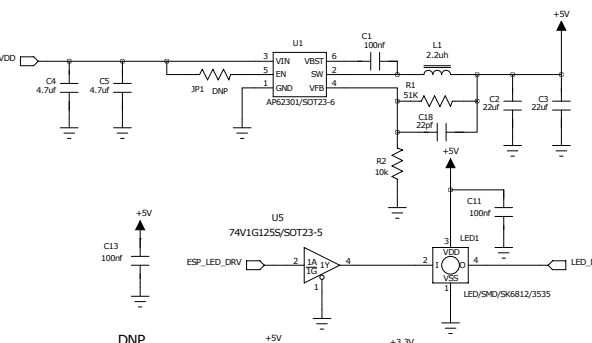 +5V
U1
C1
100nf
L1
2.2uh
VDD
3 VIN VBST 6
5 EN SW 2
1 GND VFB 4
C4
4.7uf
C5
4.7uf
JP1 DNP
AP62301/SOT23-6
R1
51K
C2
22uf
C3
22uf
C18
22pf
R2
10k
+5V
C11
100nf
+5V
C13
100nf
U5
74V1G125S/SOT23-5
ESP_LED_DRV
2 1A 1Y 4
1G
1
LED1
3
VDD
2 I O 4
VSS
1
LED/SMD/SK6812/3535
DNP
+5V
+3.3V